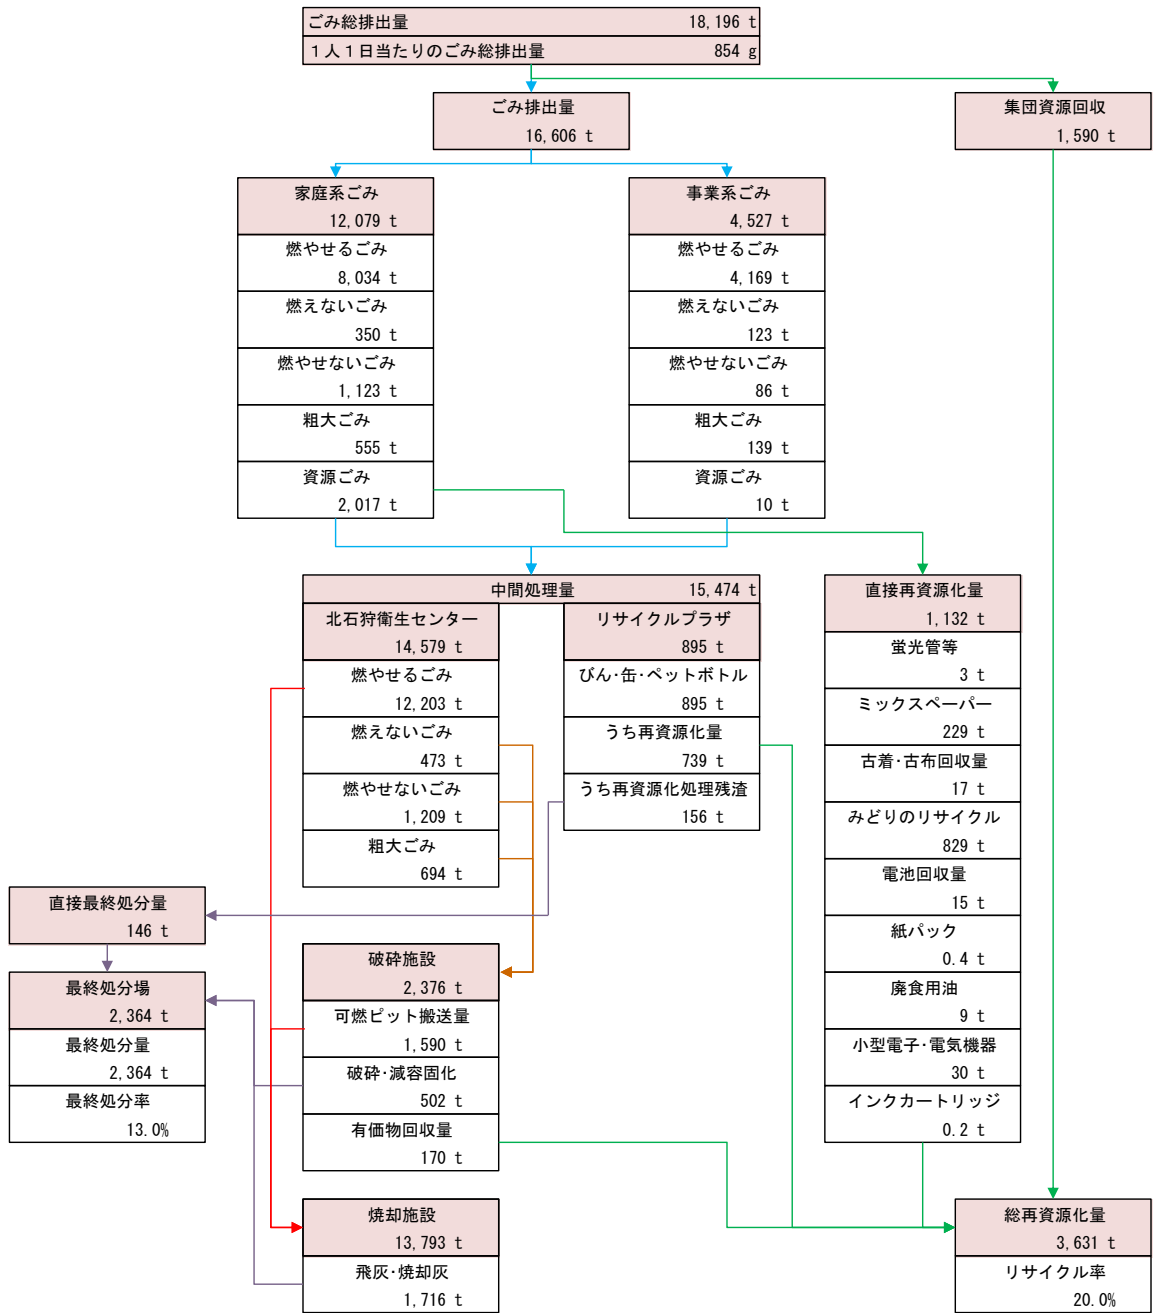 ごみ総排出量 18,196 t
1人1日当たりのごみ総排出量 854 g
ごみ排出量
16,606 t
集団資源回収
1,590 t
家庭系ごみ
12,079 t
燃やせるごみ
8,034 t
燃えないごみ
350 t
燃やせないごみ
1,123 t
粗大ごみ
555 t
資源ごみ
2,017 t
事業系ごみ
4,527 t
燃やせるごみ
4,169 t
燃えないごみ
123 t
燃やせないごみ
86 t
粗大ごみ
139 t
資源ごみ
10 t
中間処理量 15,474 t
北石狩衛生センター
14,579 t
燃やせるごみ
12,203 t
燃えないごみ
473 t
燃やせないごみ
1,209 t
粗大ごみ
694 t
リサイクルプラザ
895 t
びん・缶・ペットボトル
895 t
うち再資源化量
739 t
うち再資源化処理残渣
156 t
直接再資源化量
1,132 t
蛍光管等
3 t
ミックスペーパー
229 t
古着・古布回収量
17 t
みどりのリサイクル
829 t
電池回収量
15 t
紙パック
0.4 t
廃食用油
9 t
小型電子・電気機器
30 t
インクカートリッジ
0.2 t
直接最終処分量
146 t
最終処分場
2,364 t
最終処分量
2,364 t
最終処分率
13.0%
破砕施設
2,376 t
可燃ピット搬送量
1,590 t
破砕・減容固化
502 t
有価物回収量
170 t
焼却施設
13,793 t
飛灰・焼却灰
1,716 t
総再資源化量
3,631 t
リサイクル率
20.0%